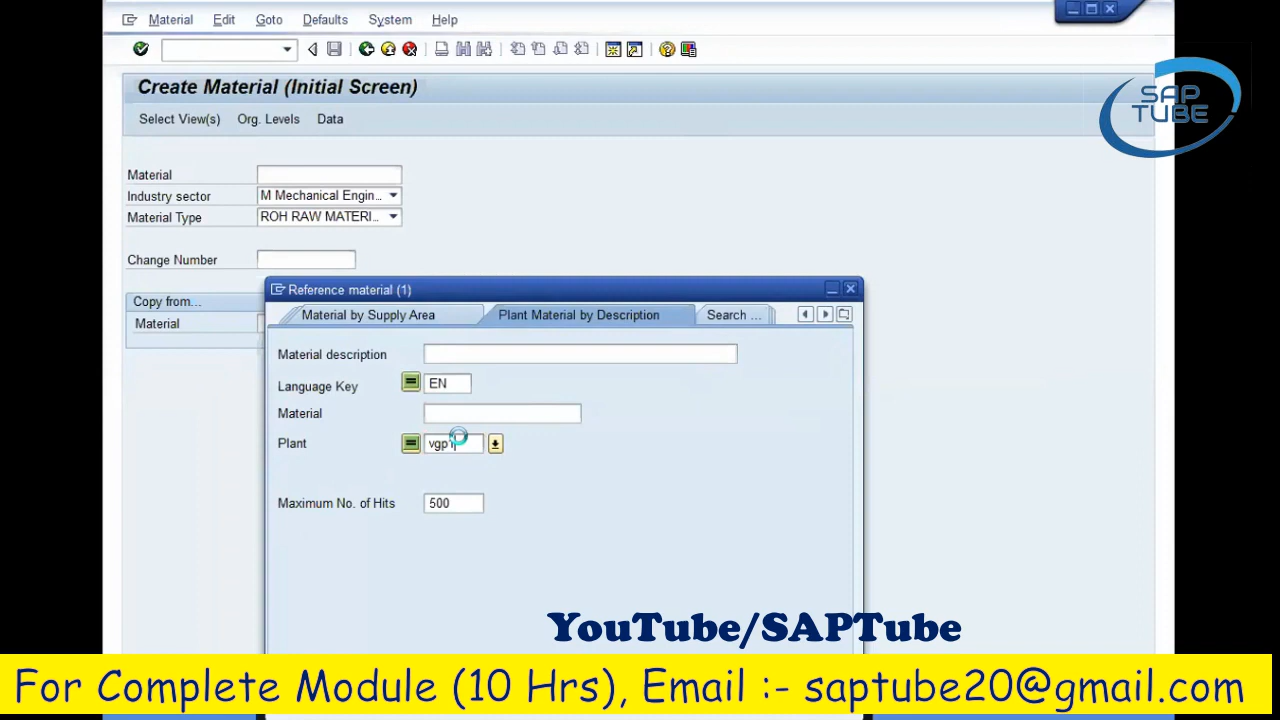 Material Edit Goto Defaults System Help
Create Material (Initial Screen)
Select View(s) Org. Levels Data
SAP
TUBE
Material
Industry sector M Mechanical Engin...
Material Type ROH RAW MATERI...
Change Number
Copy from...
Material
Reference material (1)
Material by Supply Area Plant Material by Description Search ...
Material description
Language Key EN
Material
Plant
Maximum No. of Hits 500
YouTube/SAPTube
For Complete Module (10 Hrs), Email :- saptube20@gmail.com